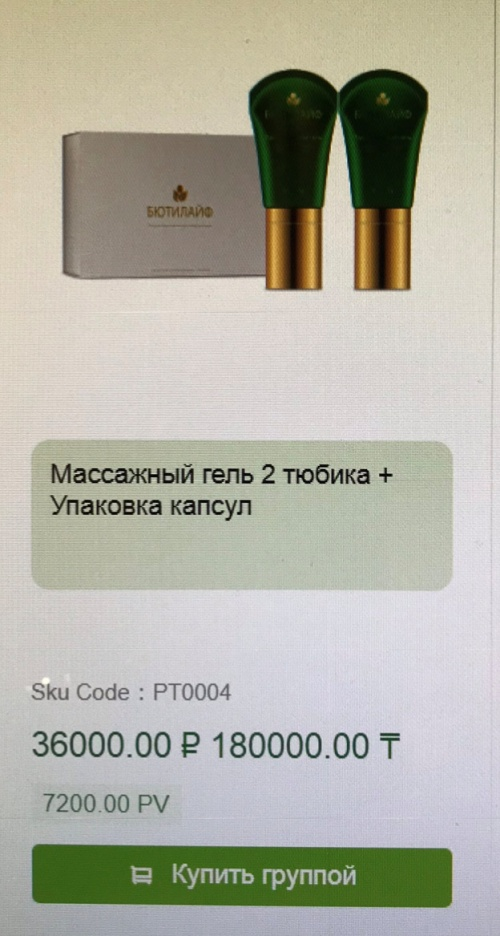 БЮТИЛАЙФ
Массажный гель 2 тюбика +
Упаковка капсул
Sku Code : PT0004
36000.00 ₽ 180000.00 ₸
7200.00 PV
Купить группой